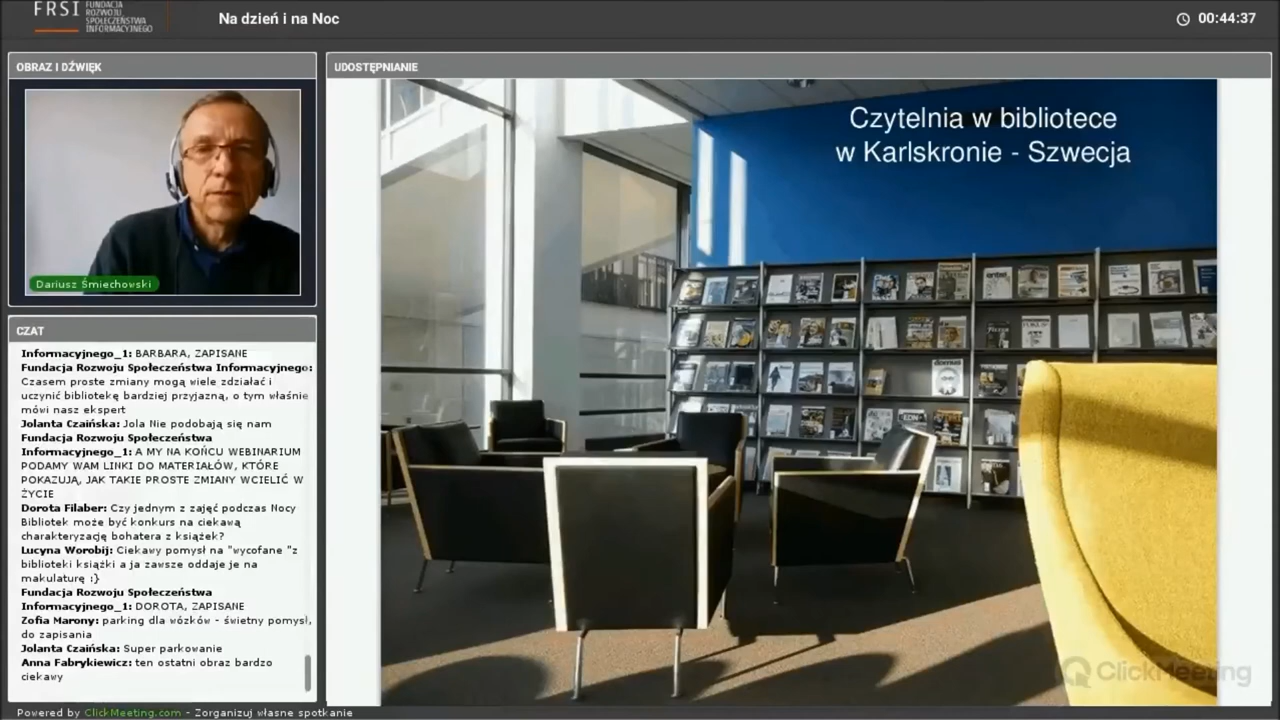 FRSI
FUNDACJA
ROZWOJU
SPOŁECZEŃSTWA
INFORMACYJNEGO
Na dzień i na Noc
00:44:37
OBRAZ I DŹWIĘK
Dariusz Śmiechowski
CZAT
Informacyjnego_1: BARBARA, ZAPISANE
Fundacja Rozwoju Społeczeństwa Informacyjnego:
Czasem proste zmiany mogą wiele zdziałać i
uczynić bibliotekę bardziej przyjazną, o tym właśnie
mówi nasz ekspert
Jolanta Czaińska: Jola Nie podobają się nam
Fundacja Rozwoju Społeczeństwa
Informacyjnego_1: A MY NA KOŃCU WEBINARIUM
PODAMY WAM LINKI DO MATERIAŁÓW, KTÓRE
POKAZUJĄ, JAK TAKIE PROSTE ZMIANY WCIELIĆ W
ŻYCIE
Dorota Filaber: Czy jednym z zajęć podczas Nocy
Bibliotek może być konkurs na ciekawą
charakteryzację bohatera z książek?
Lucyna Worobij: Ciekawy pomysł na "wycofane "z
biblioteki książki a ja zawsze oddaje je na
makulaturę :}
Fundacja Rozwoju Społeczeństwa
Informacyjnego_1: DOROTA, ZAPISANE
Zofia Marony: parking dla wózków - świetny pomysł,
do zapisania
Jolanta Czaińska: Super parkowanie
Anna Fabrykiewicz: ten ostatni obraz bardzo
ciekawy
UDOSTĘPNIANIE
Czytelnia w bibliotece
w Karlskronie - Szwecja
domus
ClickMeeting
Powered by ClickMeeting.com - Zorganizuj własne spotkanie